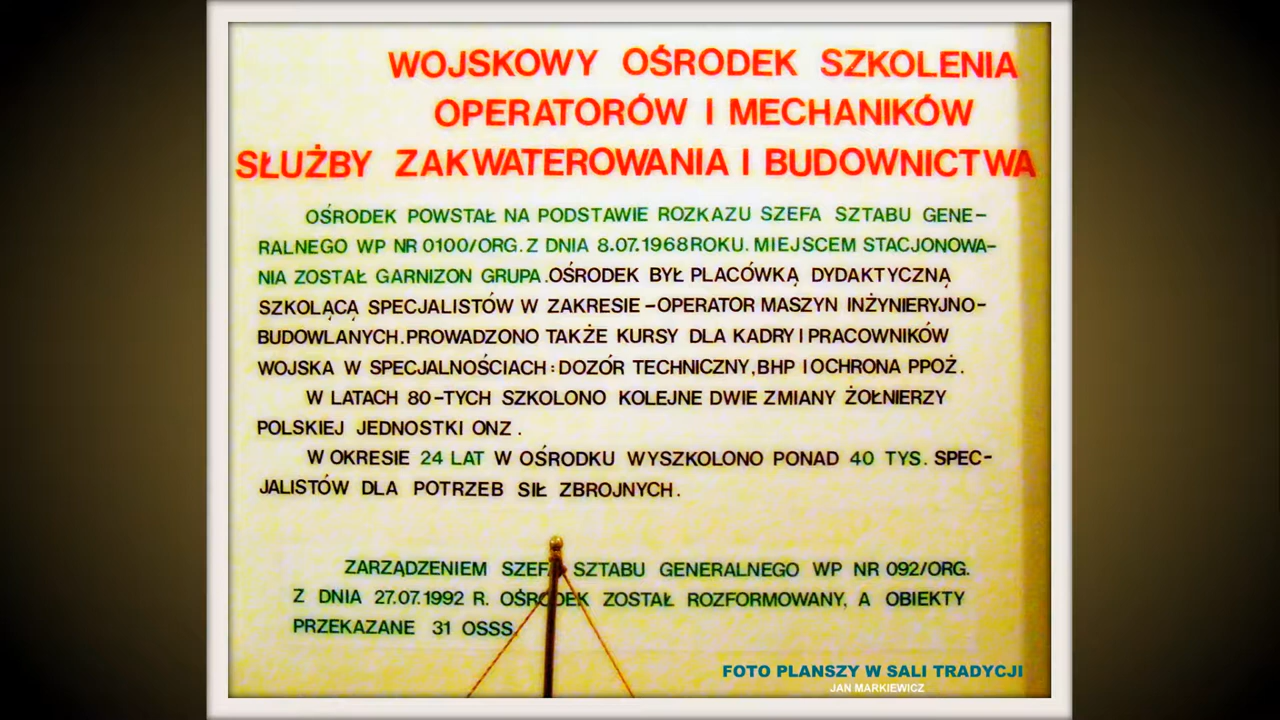 WOJSKOWY OŚRODEK SZKOLENIA
OPERATORÓW I MECHANIKÓW
SŁUŻBY ZAKWATEROWANIA I BUDOWNICTWA
OŚRODEK POWSTAŁ NA PODSTAWIE ROZKAZU SZEFA SZTABU GENE-
RALNEGO WP NR 0100/ORG. Z DNIA 8.07.1968 ROKU. MIEJSCEM STACJONOWA-
NIA ZOSTAŁ GARNIZON GRUPA. OŚRODEK BYŁ PLACÓWKĄ DYDAKTYCZNĄ
SZKOLĄCĄ SPECJALISTÓW W ZAKRESIE - OPERATOR MASZYN INŻYNIERYJNO-
BUDOWLANYCH. PROWADZONO TAKŻE KURSY DLA KADRY I PRACOWNIKÓW
WOJSKA W SPECJALNOŚCIACH: DOZÓR TECHNICZNY, BHP I OCHRONA PPOŻ.
W LATACH 80-TYCH SZKOLONO KOLEJNE DWIE ZMIANY ŻOŁNIERZY
POLSKIEJ JEDNOSTKI ONZ.
W OKRESIE 24 LAT W OŚRODKU WYSZKOLONO PONAD 40 TYS. SPEC-
JALISTÓW DLA POTRZEB SIŁ ZBROJNYCH.
ZARZĄDZENIEM SZEFA SZTABU GENERALNEGO WP NR 092/ORG.
Z DNIA 27.07.1992 R. OŚRODEK ZOSTAŁ ROZFORMOWANY, A OBIEKTY
PRZEKAZANE 31 OSSS.
FOTO PLANSZY W SALI TRADYCJI
JAN MARKIEWICZ